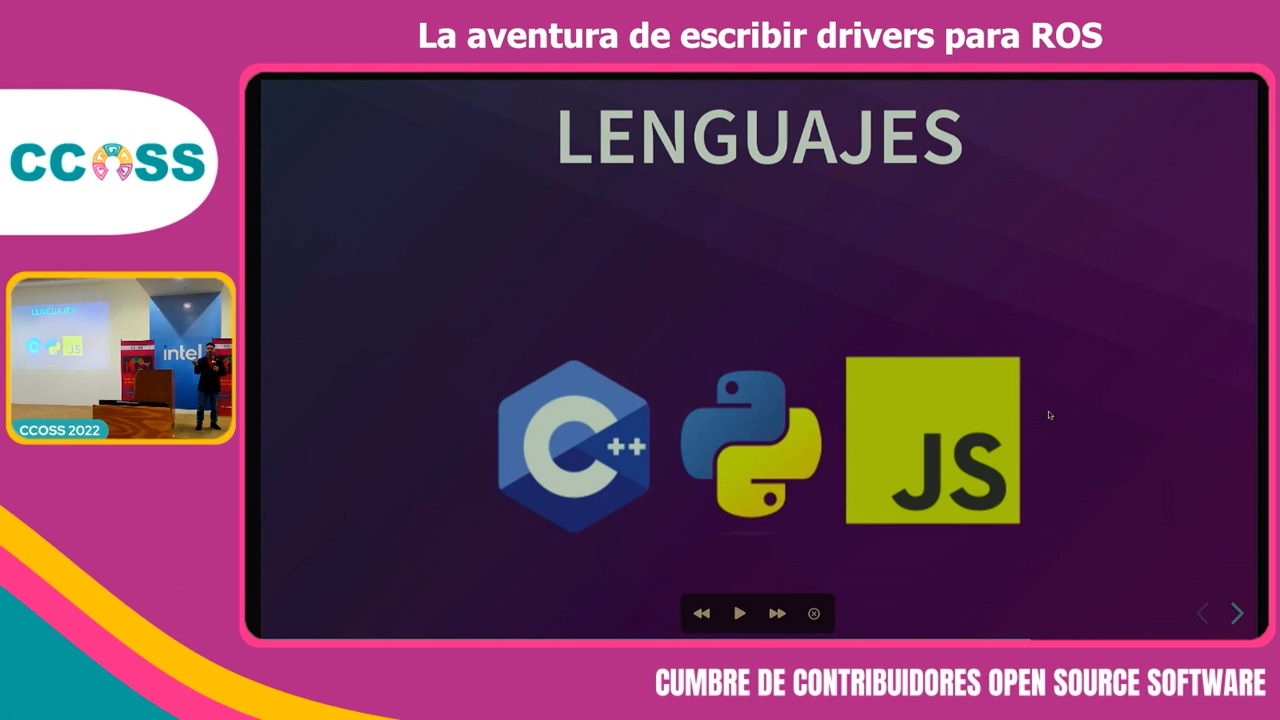 La aventura de escribir drivers para ROS
CCOSS
LENGUAJES
LENGUAJES
JS
intel
CCOSS 2022
C++
JS
CUMBRE DE CONTRIBUIDORES OPEN SOURCE SOFTWARE